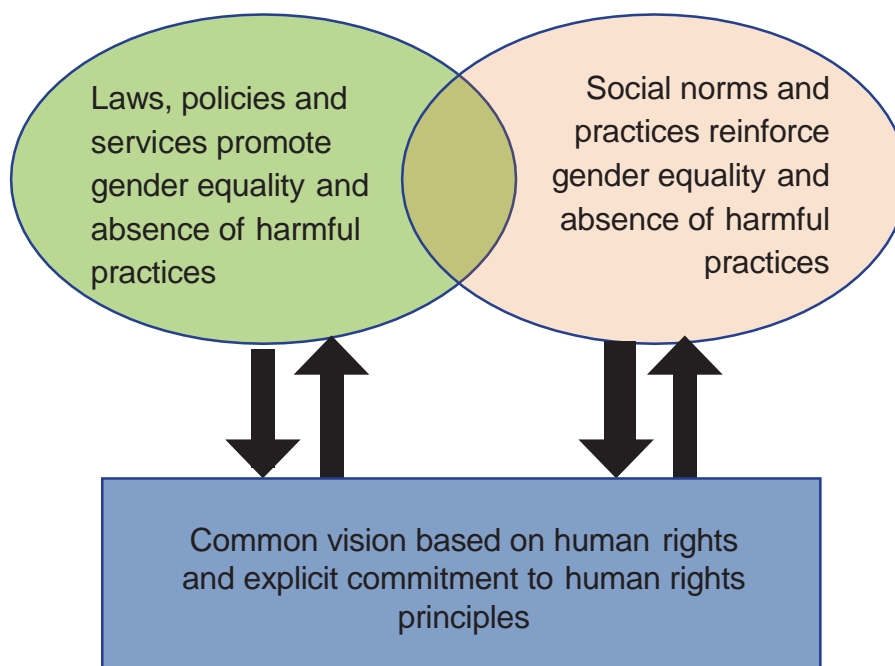 Laws, policies and
services promote
gender equality and
absence of harmful
practices
Social norms and
practices reinforce
gender equality and
absence of harmful
practices
Common vision based on human rights
and explicit commitment to human rights
principles